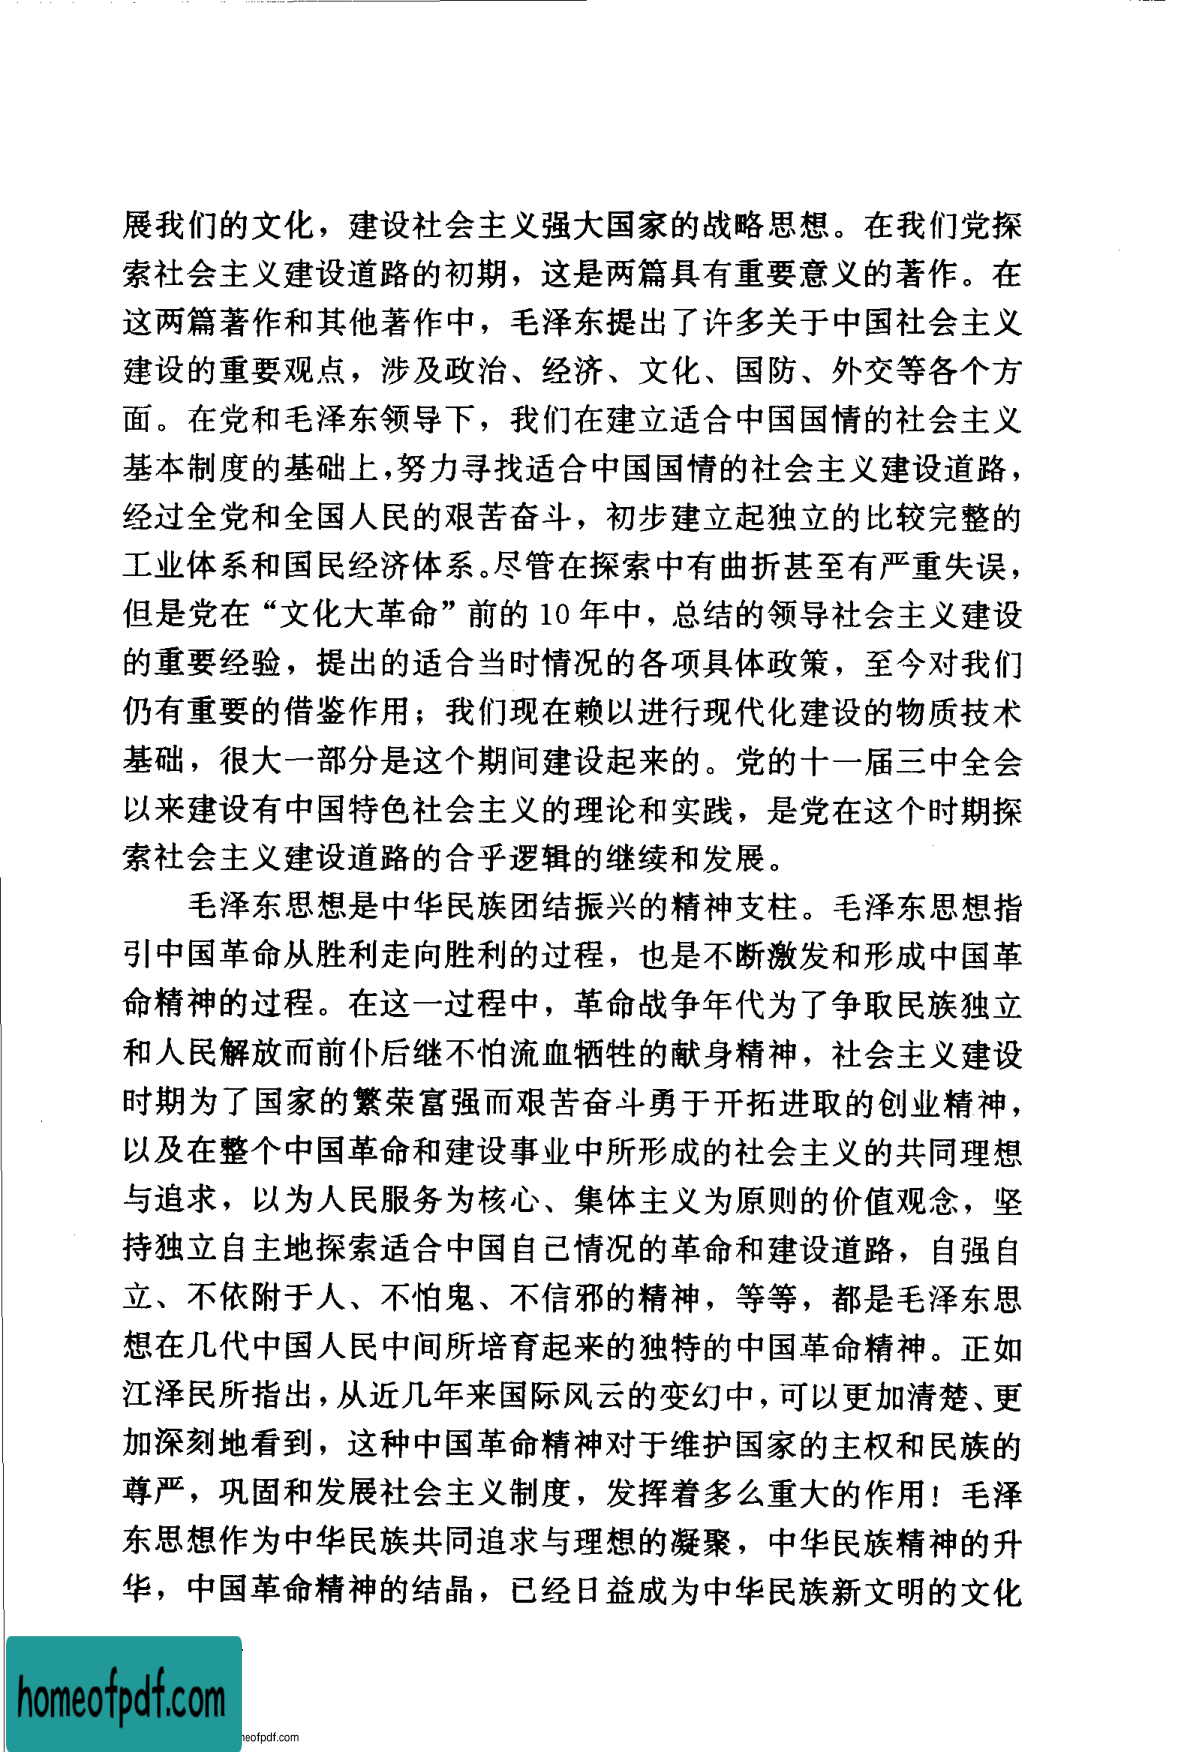 展我们的文化，建设社会主义强大国家的战略思想。在我们党探
索社会主义建设道路的初期，这是两篇具有重要意义的著作。在
这两篇著作和其他著作中，毛泽东提出了许多关于中国社会主义
建设的重要观点，涉及政治、经济、文化、国防、外交等各个方
面。在党和毛泽东领导下，我们在建立适合中国国情的社会主义
基本制度的基础上，努力寻找适合中国国情的社会主义建设道路，
经过全党和全国人民的艰苦奋斗，初步建立起独立的比较完整的
工业体系和国民经济体系。尽管在探索中有曲折甚至有严重失误，
但是党在“文化大革命”前的 10 年中，总结的领导社会主义建设
的重要经验，提出的适合当时情况的各项具体政策，至今对我们
仍有重要的借鉴作用；我们现在赖以进行现代化建设的物质技术
基础，很大一部分是这个期间建设起来的。党的十一届三中全会
以来建设有中国特色社会主义的理论和实践，是党在这个时期探
索社会主义建设道路的合乎逻辑的继续和发展。
毛泽东思想是中华民族团结振兴的精神支柱。毛泽东思想指
引中国革命从胜利走向胜利的过程，也是不断激发和形成中国革
命精神的过程。在这一过程中，革命战争年代为了争取民族独立
和人民解放而前仆后继不怕流血牺牲的献身精神，社会主义建设
时期为了国家的繁荣富强而艰苦奋斗勇于开拓进取的创业精神，
以及在整个中国革命和建设事业中所形成的社会主义的共同理想
与追求，以为人民服务为核心、集体主义为原则的价值观念，坚
持独立自主地探索适合中国自己情况的革命和建设道路，自强自
立、不依附于人、不怕鬼、不信邪的精神，等等，都是毛泽东思
想在几代中国人民中间所培育起来的独特的中国革命精神。正如
江泽民所指出，从近几年来国际风云的变幻中，可以更加清楚、更
加深刻地看到，这种中国革命精神对于维护国家的主权和民族的
尊严，巩固和发展社会主义制度，发挥着多么重大的作用！毛泽
东思想作为中华民族共同追求与理想的凝聚，中华民族精神的升
华，中国革命精神的结晶，已经日益成为中华民族新文明的文化
homeofpdf.com
neofpdf.com